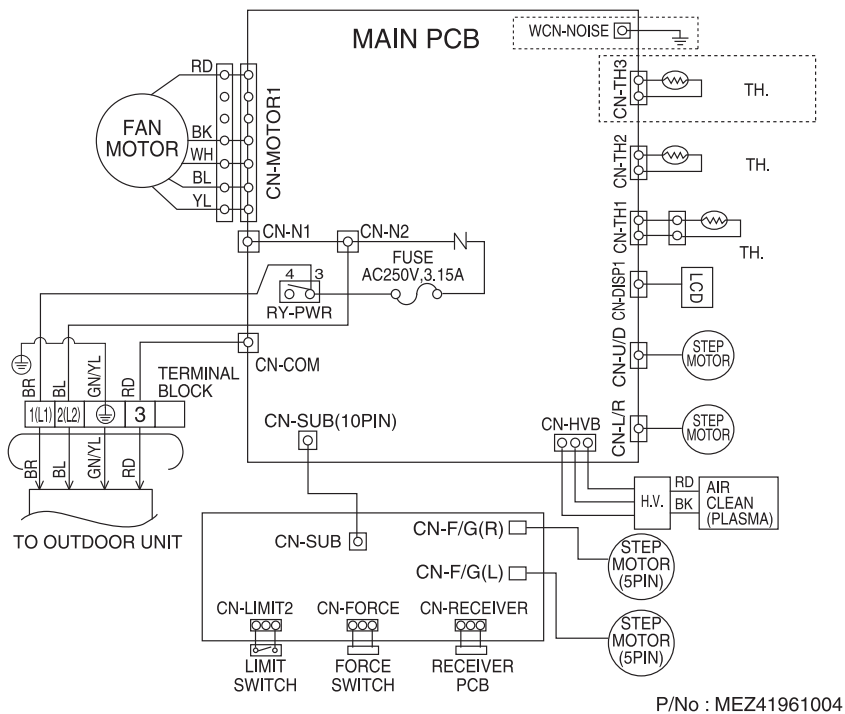 MAIN PCB
WCN-NOISE
RD
BK
WH
BL
YL
FAN
MOTOR
CN-MOTOR1
CN-TH3
TH.
CN-TH2
TH.
CN-TH1
TH.
CN-N1
CN-N2
N
FUSE
AC250V,3.15A
4 3
RY-PWR
CN-DISP1
LCD
CN-U/D
STEP
MOTOR
CN-L/R
STEP
MOTOR
CN-COM
BR
BL
GN/YL
RD
TERMINAL
BLOCK
1(L1) 2(L2) 3
BR
BL
GN/YL
RD
TO OUTDOOR UNIT
CN-SUB(10PIN)
CN-HVB
H.V.
RD
BK
AIR
CLEAN
(PLASMA)
CN-SUB
CN-F/G(R)
CN-F/G(L)
STEP
MOTOR
(5PIN)
STEP
MOTOR
(5PIN)
CN-LIMIT2
CN-FORCE
CN-RECEIVER
LIMIT
SWITCH
FORCE
SWITCH
RECEIVER
PCB
P/No : MEZ41961004